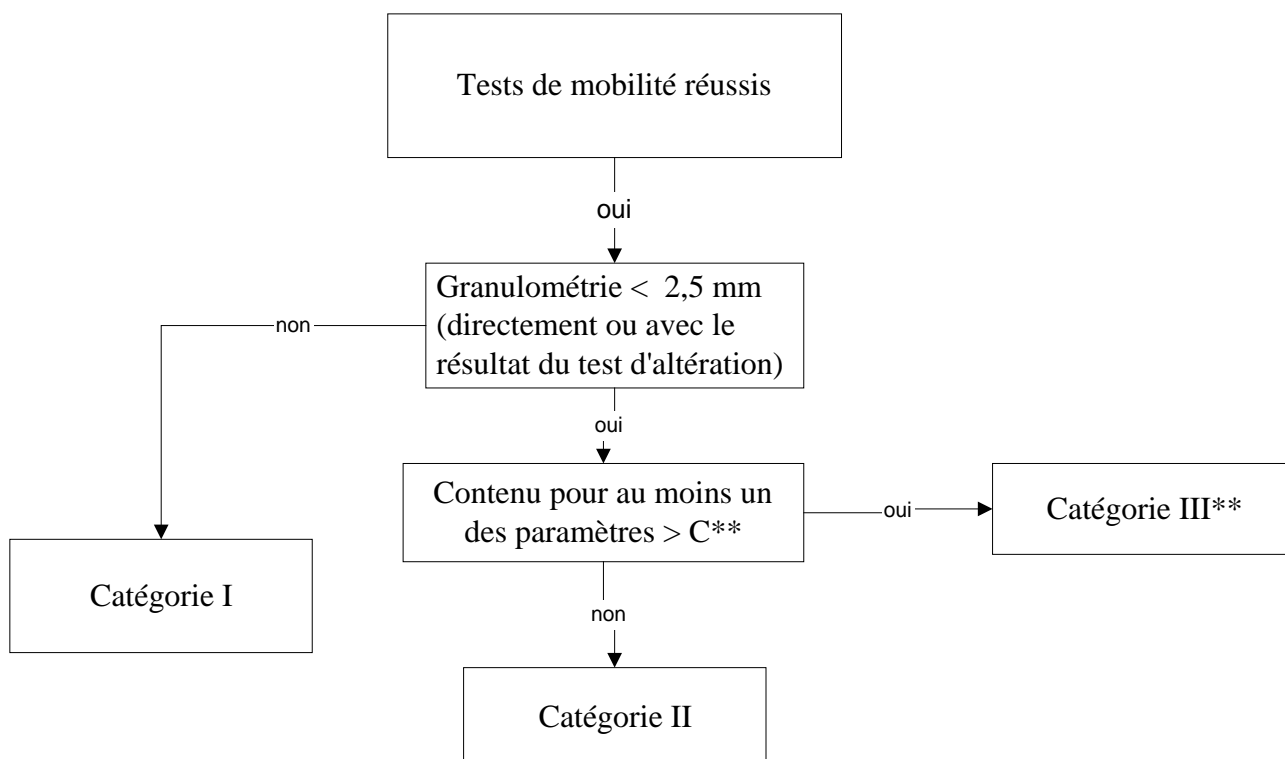 Tests de mobilité réussis
oui
Granulométrie < 2,5 mm
(directement ou avec le
résultat du test d'altération)
non
oui
Contenu pour au moins un
des paramètres > C**
oui
Catégorie III**
Catégorie I
non
Catégorie II